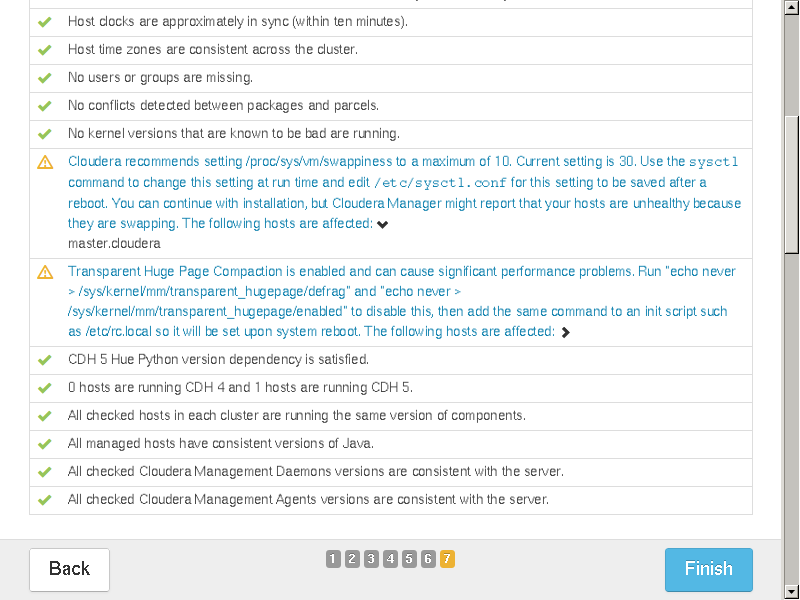 Host clocks are approximately in sync (within ten minutes).
Host time zones are consistent across the cluster.
No users or groups are missing.
No conflicts detected between packages and parcels.
No kernel versions that are known to be bad are running.
Cloudera recommends setting /proc/sys/vm/swappiness to a maximum of 10. Current setting is 30. Use the sysctl
command to change this setting at run time and edit /etc/sysctl.conf for this setting to be saved after a
reboot. You can continue with installation, but Cloudera Manager might report that your hosts are unhealthy because
they are swapping. The following hosts are affected:
master.cloudera
Transparent Huge Page Compaction is enabled and can cause significant performance problems. Run "echo never
> /sys/kernel/mm/transparent_hugepage/defrag" and "echo never >
/sys/kernel/mm/transparent_hugepage/enabled" to disable this, then add the same command to an init script such
as /etc/rc.local so it will be set upon system reboot. The following hosts are affected:
CDH 5 Hue Python version dependency is satisfied.
0 hosts are running CDH 4 and 1 hosts are running CDH 5.
All checked hosts in each cluster are running the same version of components.
All managed hosts have consistent versions of Java.
All checked Cloudera Management Daemons versions are consistent with the server.
All checked Cloudera Management Agents versions are consistent with the server.
Back 1 2 3 4 5 6 7 Finish